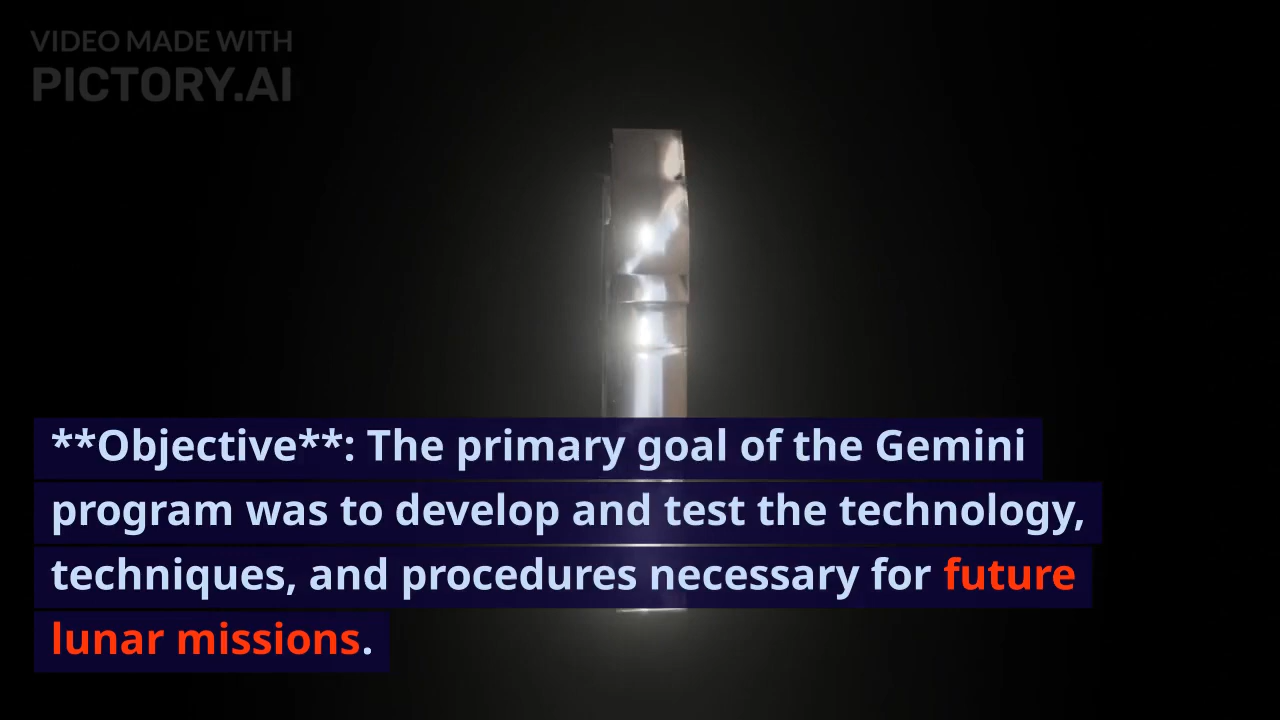 VIDEO MADE WITH
PICTORY.AI
**Objective**: The primary goal of the Gemini
program was to develop and test the technology,
techniques, and procedures necessary for future
lunar missions.